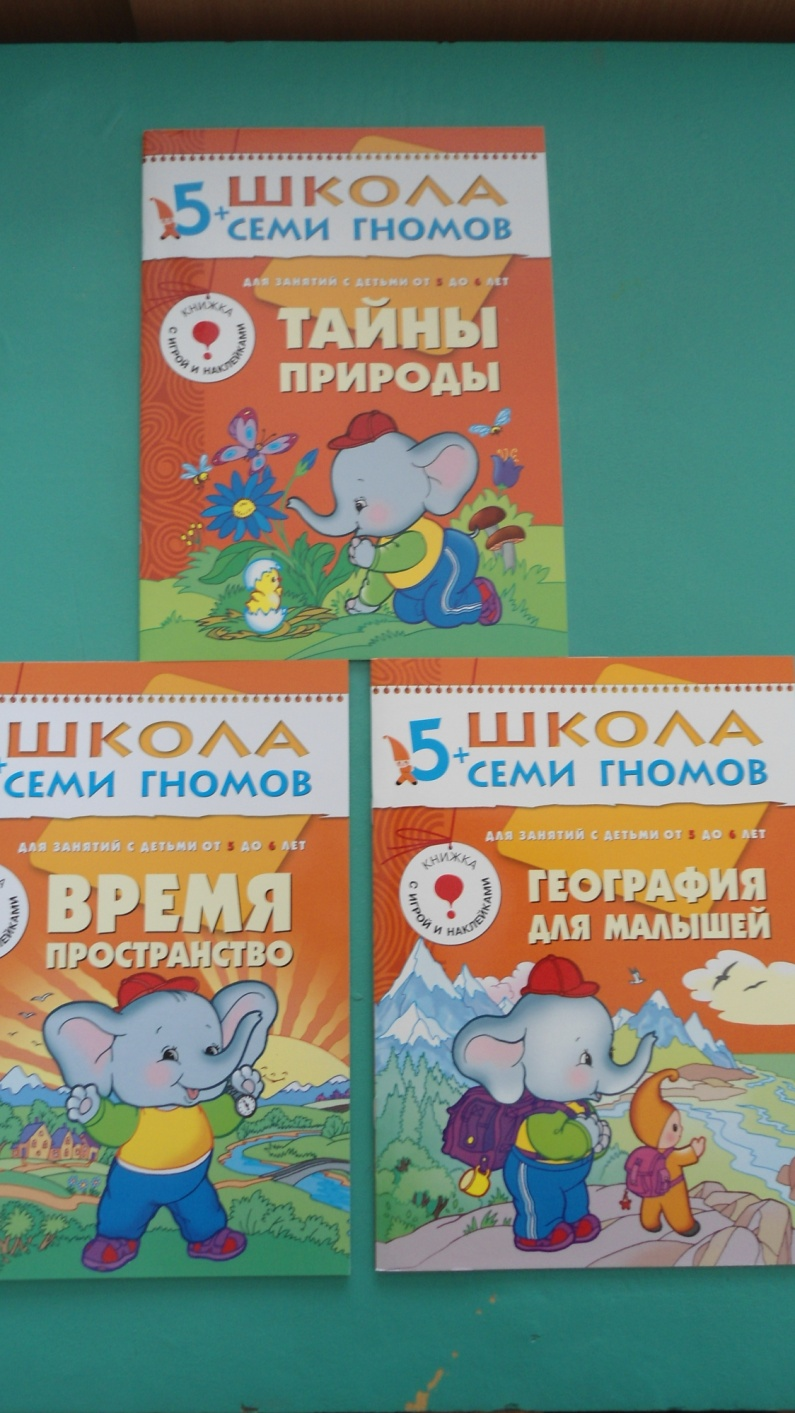 5+ ШКОЛА
СЕМИ ГНОМОВ
ДЛЯ ЗАНЯТИЙ С ДЕТЬМИ ОТ 5 ДО 6 ЛЕТ
КНИЖКА
С ИГРОЙ И НАКЛЕЙКАМИ
ТАЙНЫ
ПРИРОДЫ
+ ШКОЛА
СЕМИ ГНОМОВ
ДЛЯ ЗАНЯТИЙ С ДЕТЬМИ ОТ 5 ДО 6 ЛЕТ
ЛЕЙКАМИ
ВРЕМЯ
ПРОСТРАНСТВО
5+ ШКОЛА
СЕМИ ГНОМОВ
ДЛЯ ЗАНЯТИЙ С ДЕТЬМИ ОТ 5 ДО 6 ЛЕТ
КНИЖКА
С ИГРОЙ И НАКЛЕЙКАМИ
ГЕОГРАФИЯ
ДЛЯ МАЛЫШЕЙ